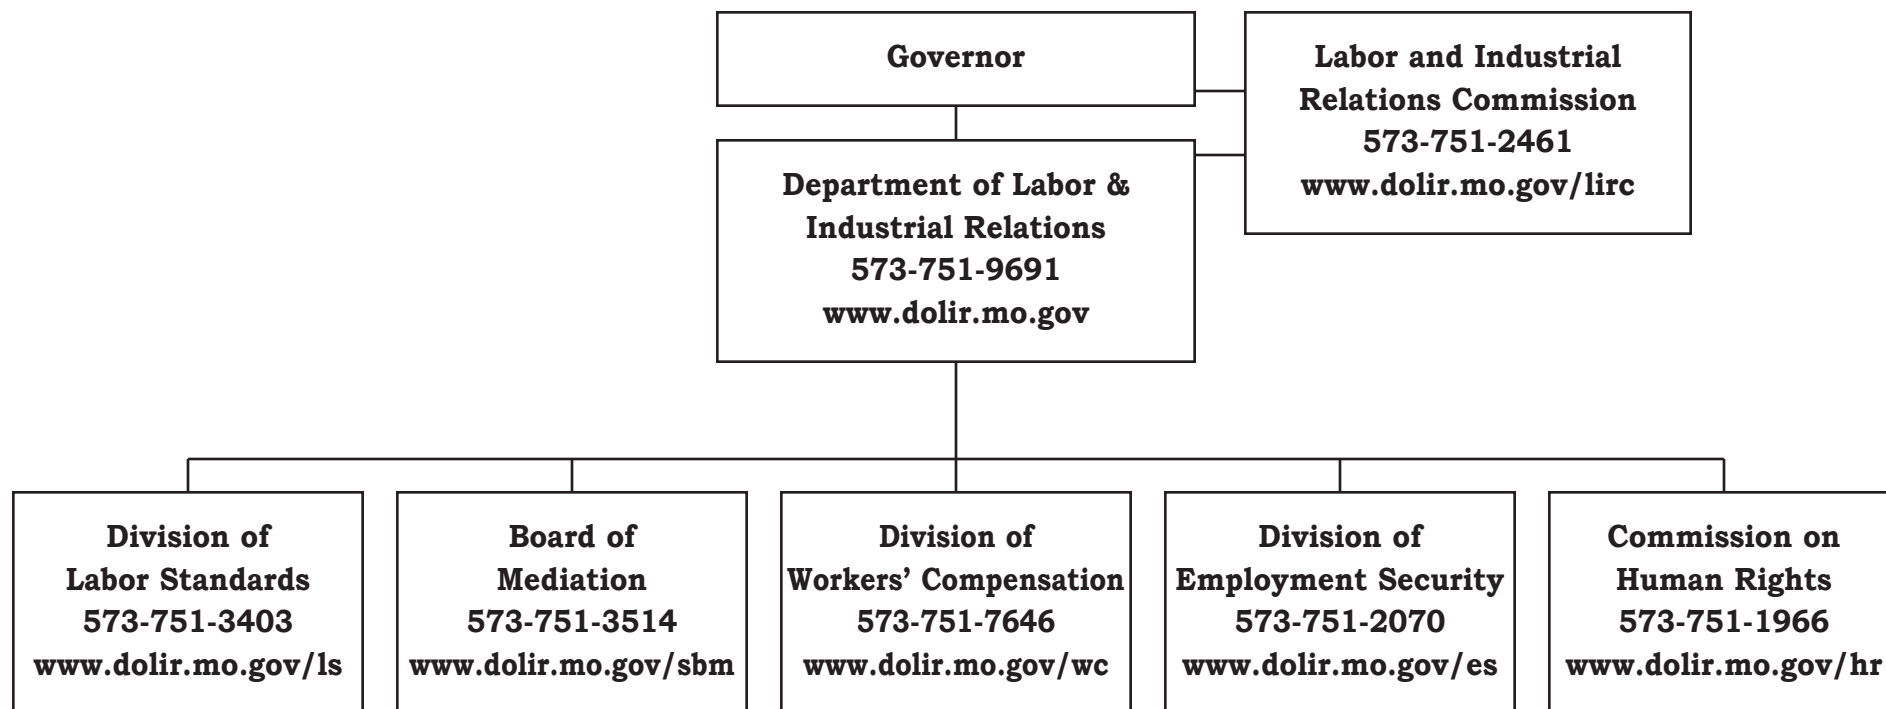 Governor
Labor and Industrial
Relations Commission
573-751-2461
www.dolir.mo.gov/lirc
Department of Labor &
Industrial Relations
573-751-9691
www.dolir.mo.gov
Division of
Labor Standards
573-751-3403
www.dolir.mo.gov/ls
Board of
Mediation
573-751-3514
www.dolir.mo.gov/sbm
Division of
Workers’ Compensation
573-751-7646
www.dolir.mo.gov/wc
Division of
Employment Security
573-751-2070
www.dolir.mo.gov/es
Commission on
Human Rights
573-751-1966
www.dolir.mo.gov/hr